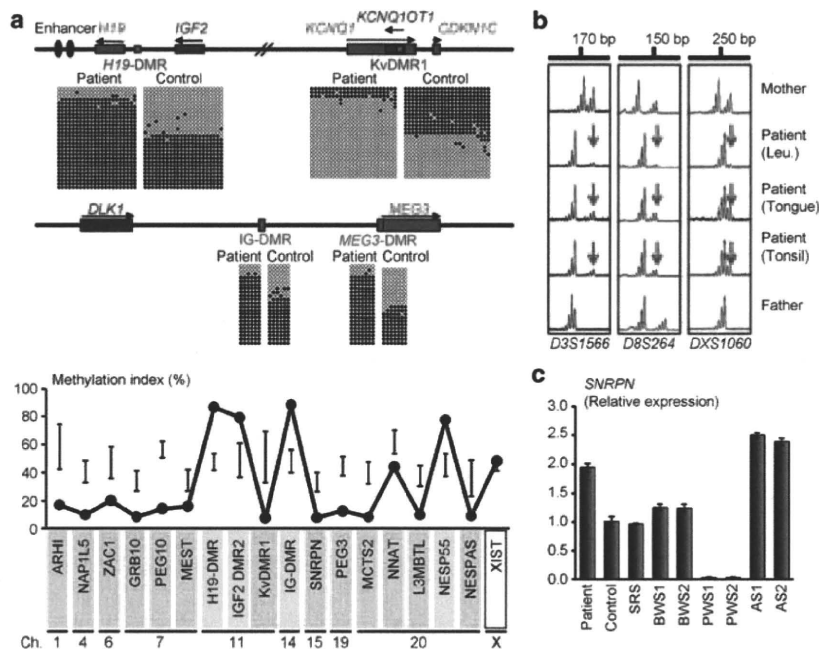 a
Enhancer H19 IGF2 KCNQ1 KCNQ1OT1 CDKN1C
H19-DMR KvDMR1
Patient Control Patient Control
DLK1 MEG3
IG-DMR MEG3-DMR
Patient Control Patient Control
Methylation index (%)
100
80
60
40
20
0
ARHI NAP1L5 ZAC1 GRB10 PEG10 MEST H19-DMR IGF2 DMR2 KvDMR1 IG-DMR SNRPN PEG3 MCTS2 NNAT L3MBTL NESP55 NESPAS XIST
Ch. 1 4 6 7 11 14 15 19 20 X
b
170 bp 150 bp 250 bp
Mother
Patient
(Leu.)
Patient
(Tongue)
Patient
(Tonsil)
Father
D3S1566 D8S264 DXS1060
c
SNRPN
(Relative expression)
3.0
2.5
2.0
1.5
1.0
0.5
0.0
Patient Control SRS BWS1 BWS2 PWS1 PWS2 AS1 AS2